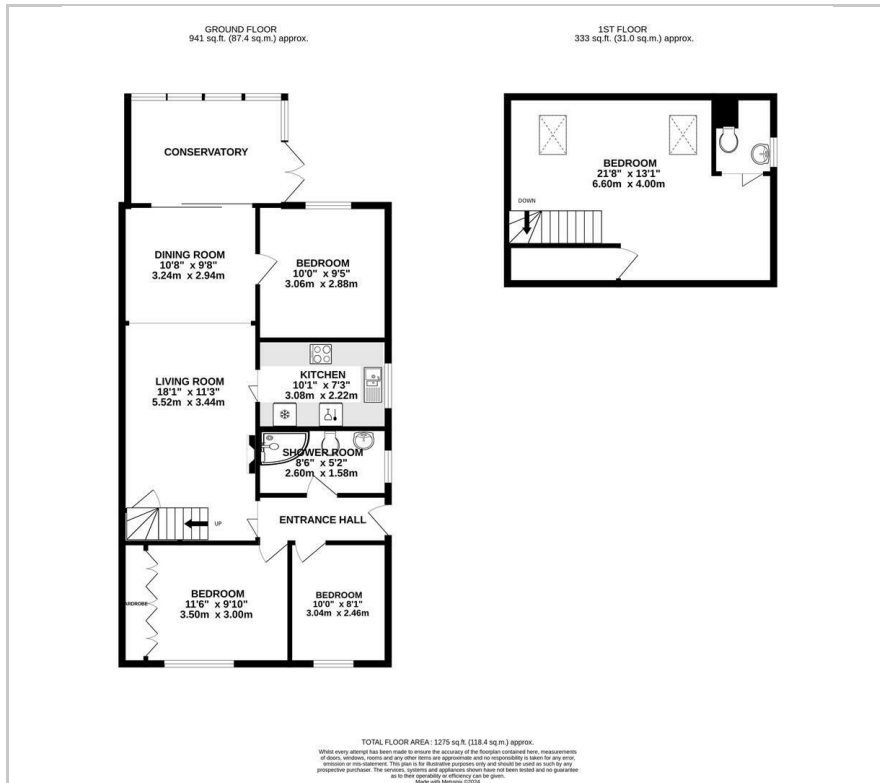 GROUND FLOOR
941 sq.ft. (87.4 sq.m.) approx.
1ST FLOOR
333 sq.ft. (31.0 sq.m.) approx.
CONSERVATORY
DINING ROOM
10'8" x 9'8"
3.24m x 2.94m
BEDROOM
10'0" x 9'5"
3.06m x 2.88m
BEDROOM
21'8" x 13'1"
6.60m x 4.00m
DOWN
LIVING ROOM
18'1" x 11'3"
5.52m x 3.44m
KITCHEN
10'1" x 7'3"
3.08m x 2.22m
SHOWER ROOM
8'6" x 5'2"
2.60m x 1.58m
UP
ENTRANCE HALL
BEDROOM
11'6" x 9'10"
3.50m x 3.00m
BEDROOM
10'0" x 8'1"
3.04m x 2.46m
TOTAL FLOOR AREA : 1275 sq.ft. (118.4 sq.m.) approx.
Whilst every attempt has been made to ensure the accuracy of the floorplan contained here, measurements
of doors, windows, rooms and any other items are approximate and no responsibility is taken for any error,
omission or mis-statement. This plan is for illustrative purposes only and should be used as such by any
prospective purchaser. The services, systems and appliances shown have not been tested and no guarantee
as to their operability or efficiency can be given.
Made with Metropix ©2024